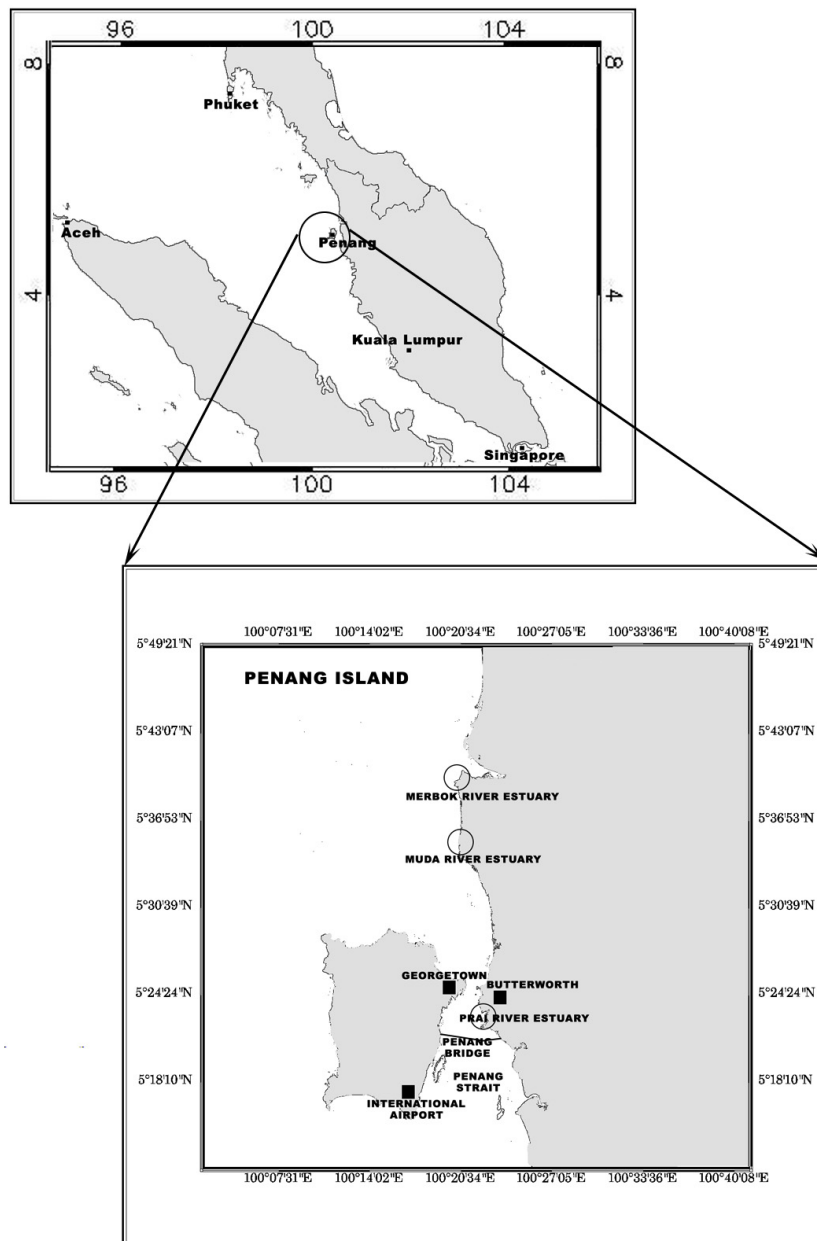 96 100 104
8 8
Phuket
Aceh
Penang
4 4
Kuala Lumpur
Singapore
96 100 104
100°07'31"E 100°14'02"E 100°20'34"E 100°27'05"E 100°33'36"E 100°40'08"E
5°49'21"N 5°49'21"N
PENANG ISLAND
5°43'07"N 5°43'07"N
MERBOK RIVER ESTUARY
5°36'53"N 5°36'53"N
MUDA RIVER ESTUARY
5°30'39"N 5°30'39"N
GEORGETOWN
BUTTERWORTH
5°24'24"N 5°24'24"N
PRAI RIVER ESTUARY
PENANG
BRIDGE
PENANG
STRAIT
5°18'10"N 5°18'10"N
INTERNATIONAL
AIRPORT
100°07'31"E 100°14'02"E 100°20'34"E 100°27'05"E 100°33'36"E 100°40'08"E